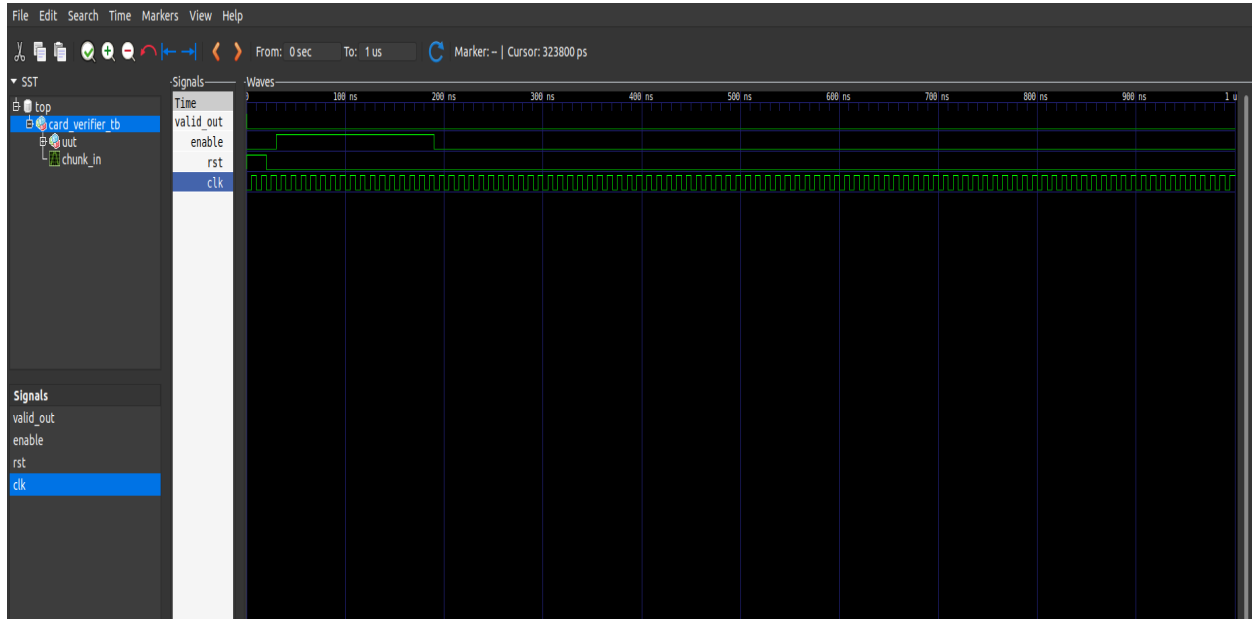 File Edit Search Time Markers View Help
From: 0 sec To: 1 us Marker: -- | Cursor: 323800 ps
SST
Signals
Waves
top
card_verifier_tb
uut
chunk_in
Time
valid_out
enable
rst
clk
0 100 ns 200 ns 300 ns 400 ns 500 ns 600 ns 700 ns 800 ns 900 ns 1 u
Signals
valid_out
enable
rst
clk